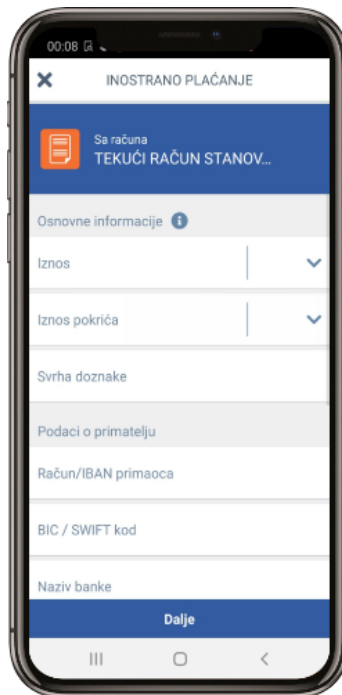 00:08
INOSTRANO PLAĆANJE
Sa računa
TEKUĆI RAČUN STANOV...
Osnovne informacije
Iznos
Iznos pokrića
Svrha doznake
Podaci o primatelju
Račun/IBAN primaoca
BIC / SWIFT kod
Naziv banke
Dalje